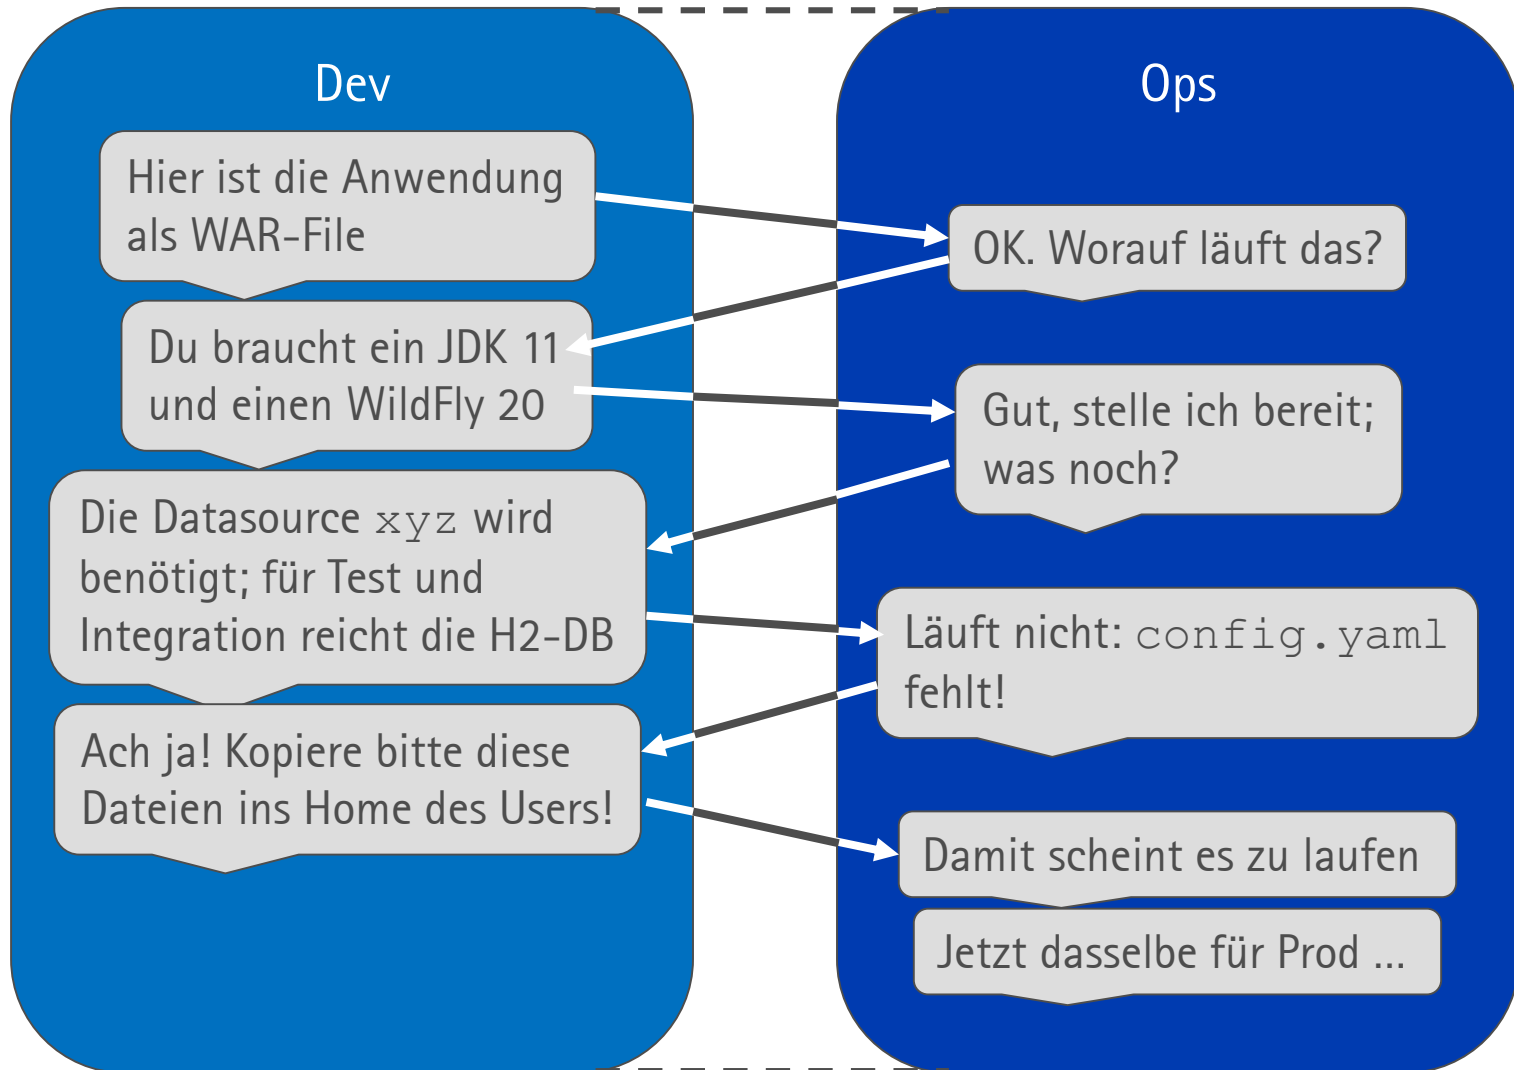 Dev
Ops
Hier ist die Anwendung
als WAR-File
OK. Worauf läuft das?
Du braucht ein JDK 11
und einen WildFly 20
Gut, stelle ich bereit;
was noch?
Die Datasource xyz wird
benötigt; für Test und
Integration reicht die H2-DB
Läuft nicht: config.yaml
fehlt!
Ach ja! Kopiere bitte diese
Dateien ins Home des Users!
Damit scheint es zu laufen
Jetzt dasselbe für Prod ...